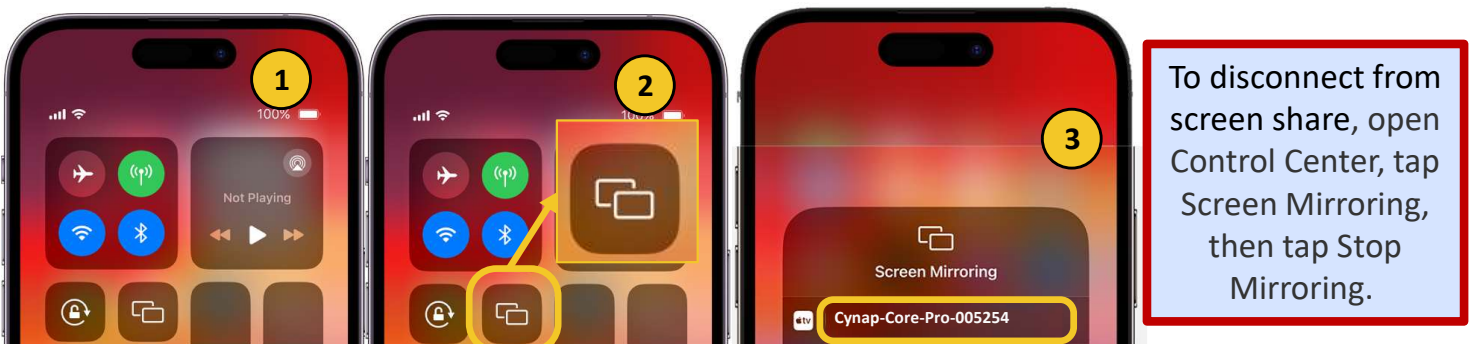 1
100%
Not Playing
2
100%
3
Screen Mirroring
tv
Cynap-Core-Pro-005254
To disconnect from
screen share, open
Control Center, tap
Screen Mirroring,
then tap Stop
Mirroring.